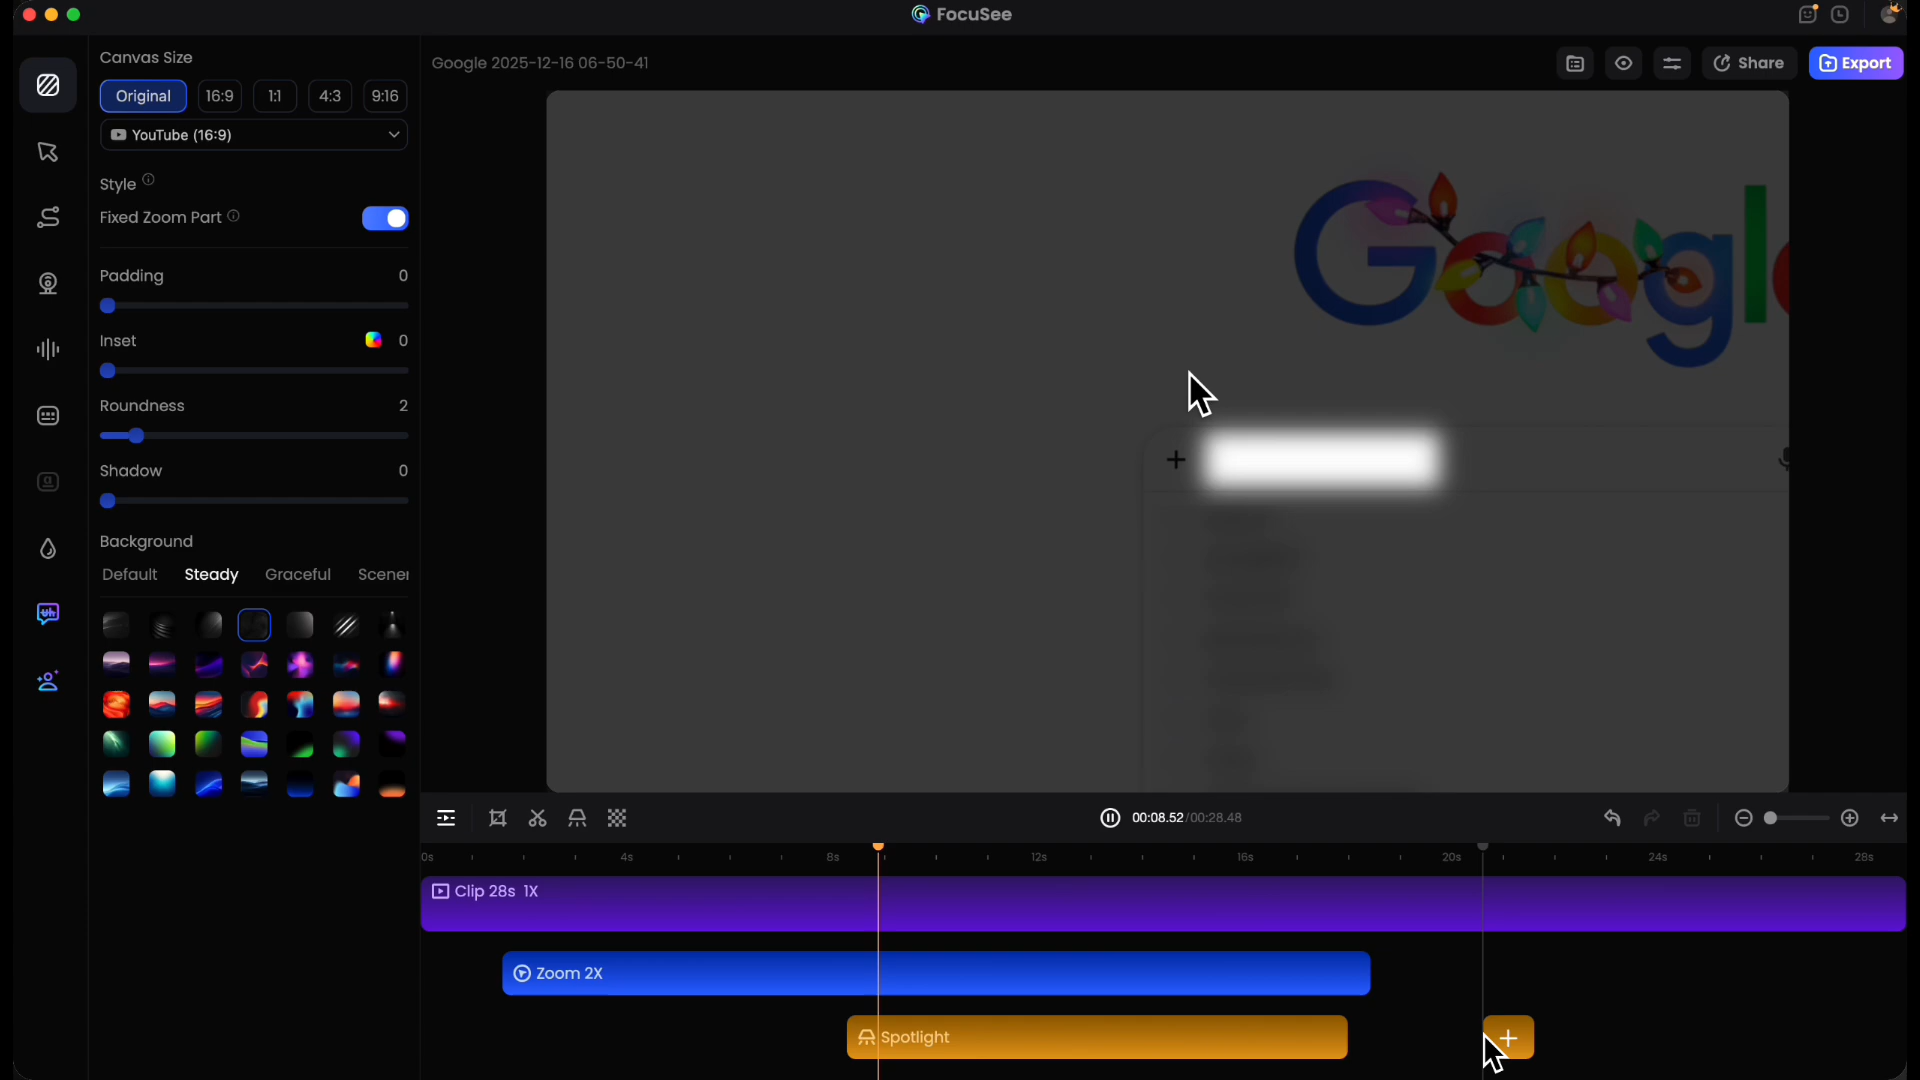 FocuSee
Canvas Size
Google 2025-12-16 06-50-41
Share
Export
Original
16:9
1:1
4:3
9:16
YouTube (16:9)
Style
Fixed Zoom Part
Padding
0
Inset
0
Roundness
2
Shadow
0
Background
Default
Steady
Graceful
Scener
Google
00:08.52/00:28.48
0s
4s
8s
12s
16s
20s
24s
28s
Clip 28s 1X
Zoom 2X
Spotlight